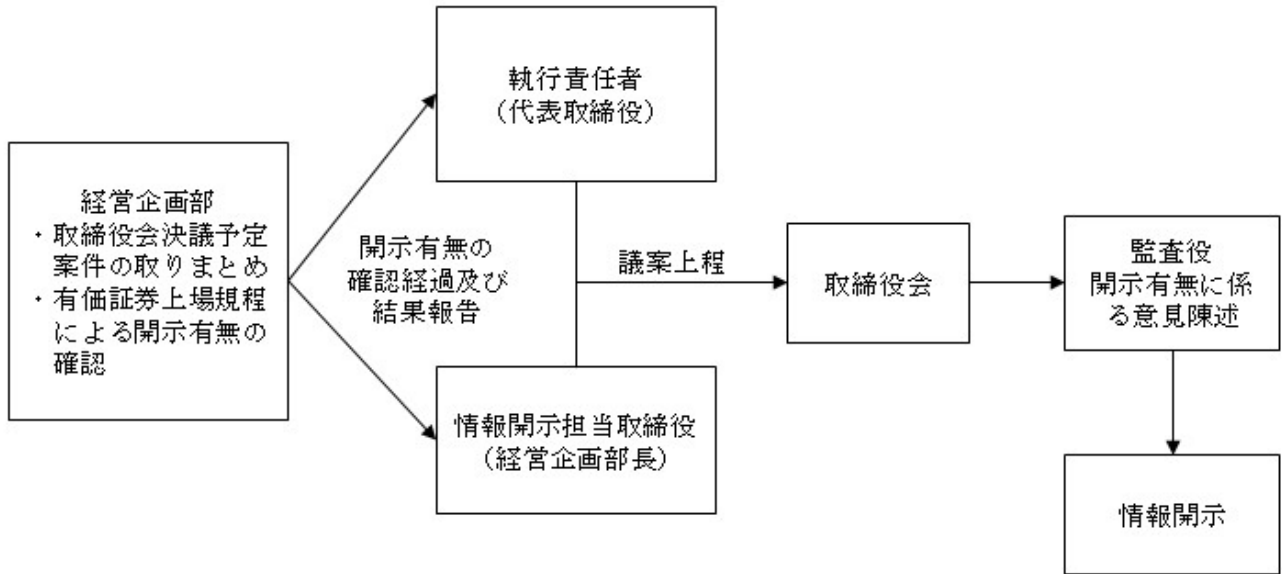 経営企画部
・取締役会決議予定
案件の取りまとめ
・有価証券上場規程
による開示有無の
確認
執行責任者
（代表取締役）
開示有無の
確認経過及び
結果報告
情報開示担当取締役
（経営企画部長）
議案上程
取締役会
監査役
開示有無に係
る意見陳述
情報開示